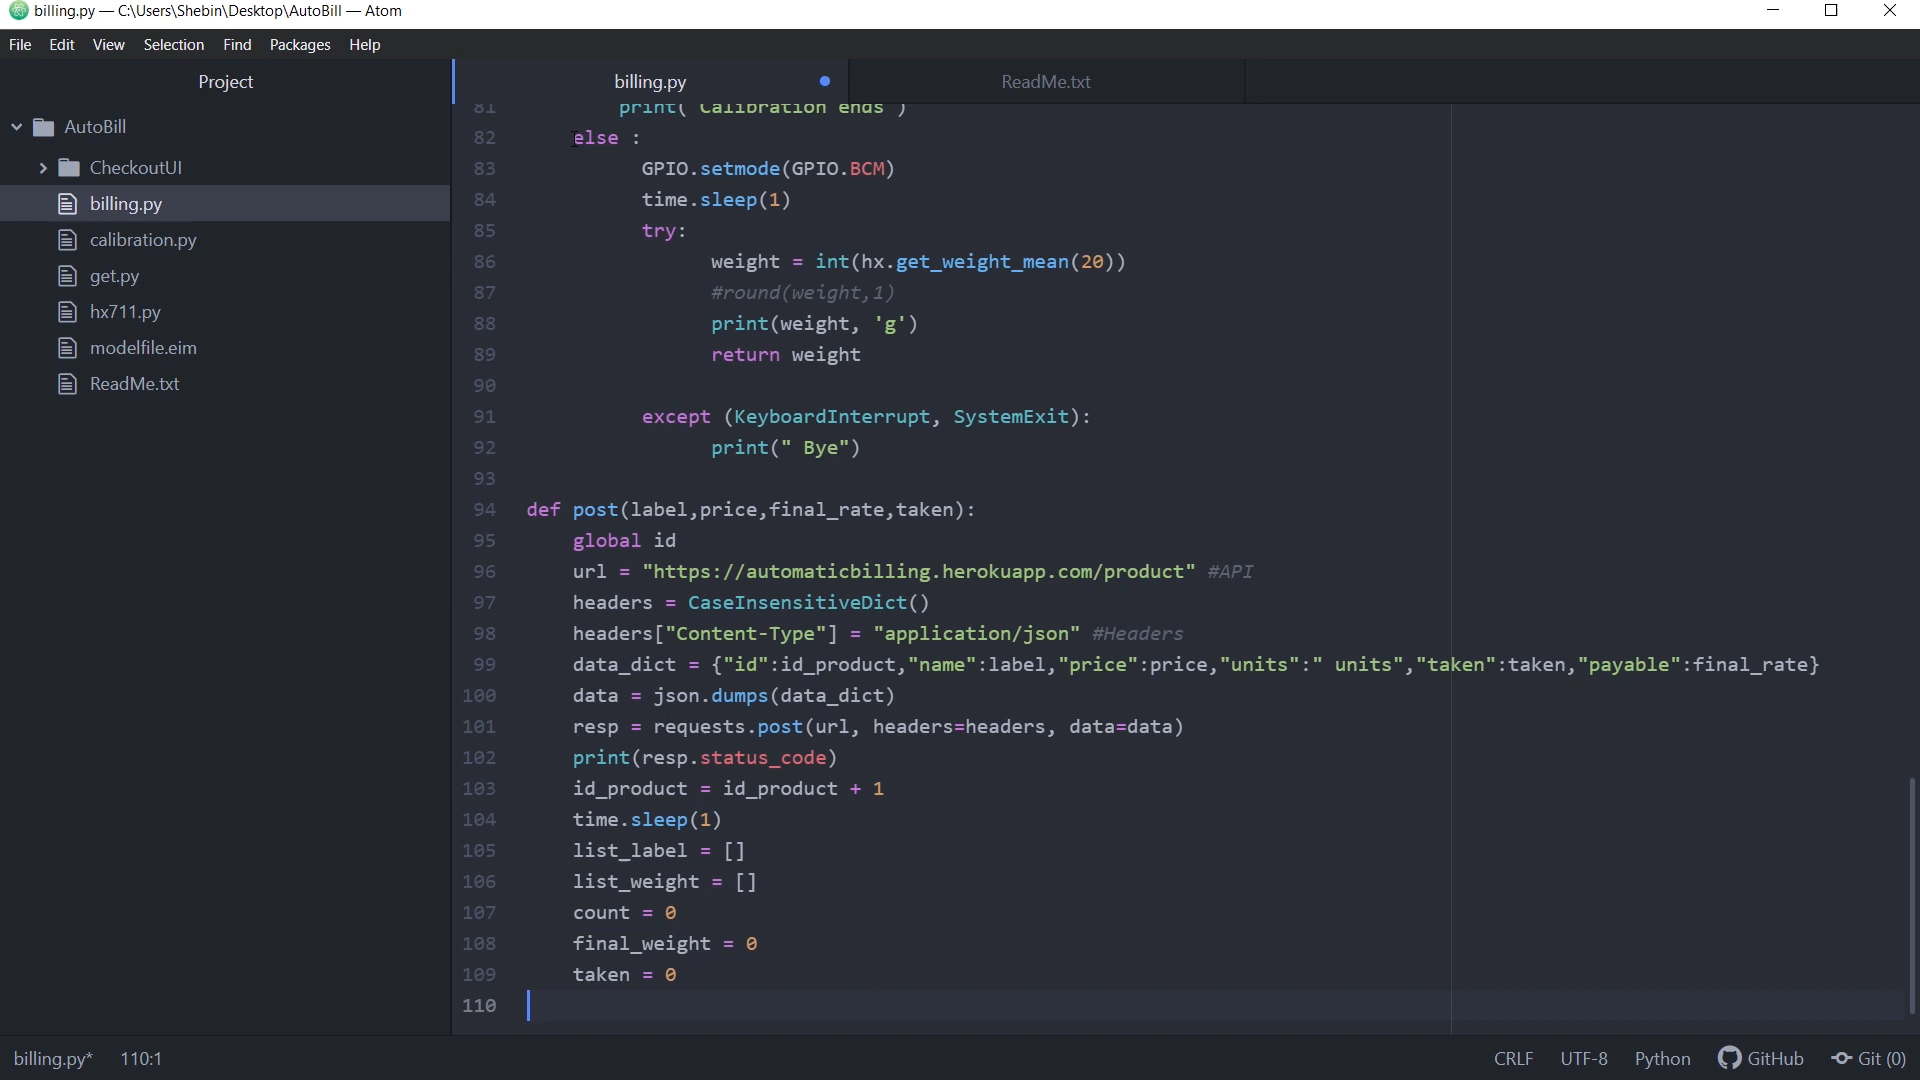 billing.py — C:\Users\Shebin\Desktop\AutoBill — Atom
File Edit View Selection Find Packages Help
Project
billing.py
ReadMe.txt
AutoBill
CheckoutUI
billing.py
calibration.py
get.py
hx711.py
modelfile.eim
ReadMe.txt
81 print( Calibration ends )
82 else :
83 GPIO.setmode(GPIO.BCM)
84 time.sleep(1)
85 try:
86 weight = int(hx.get_weight_mean(20))
87 #round(weight,1)
88 print(weight, 'g')
89 return weight
90
91 except (KeyboardInterrupt, SystemExit):
92 print(" Bye")
93
94 def post(label,price,final_rate,taken):
95 global id
96 url = "https://automaticbilling.herokuapp.com/product" #API
97 headers = CaseInsensitiveDict()
98 headers["Content-Type"] = "application/json" #Headers
99 data_dict = {"id":id_product,"name":label,"price":price,"units":" units","taken":taken,"payable":final_rate}
100 data = json.dumps(data_dict)
101 resp = requests.post(url, headers=headers, data=data)
102 print(resp.status_code)
103 id_product = id_product + 1
104 time.sleep(1)
105 list_label = []
106 list_weight = []
107 count = 0
108 final_weight = 0
109 taken = 0
110
billing.py* 110:1 CRLF UTF-8 Python GitHub Git (0)